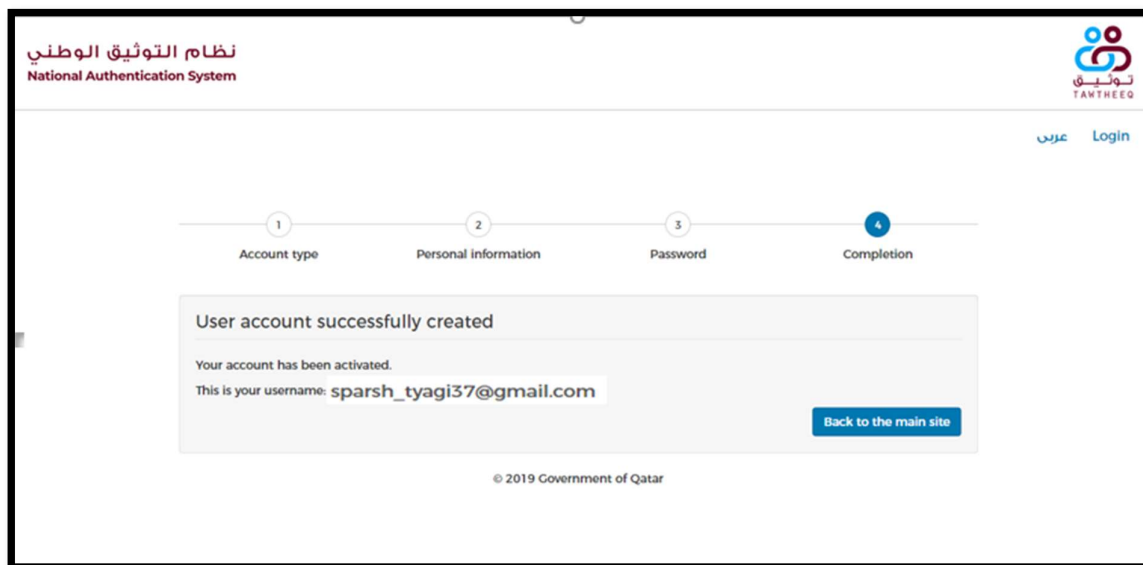 نظام التوثيق الوطني
National Authentication System
توثيق
TAWTHEEQ
عربى Login
1 2 3 4
Account type Personal information Password Completion
User account successfully created
Your account has been activated.
This is your username: sparsh_tyagi37@gmail.com
Back to the main site
© 2019 Government of Qatar